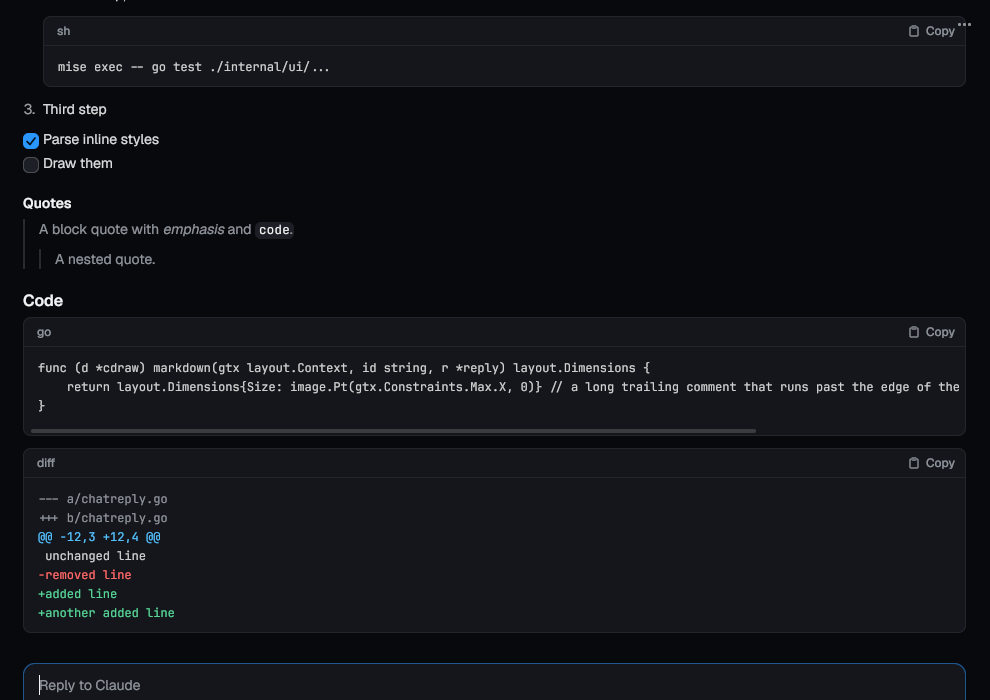 sh
Copy
mise exec -- go test ./internal/ui/...
3. Third step
Parse inline styles
Draw them
Quotes
A block quote with emphasis and code.
A nested quote.
Code
go
Copy
func (d *cdraw) markdown(gtx layout.Context, id string, r *reply) layout.Dimensions {
    return layout.Dimensions{Size: image.Pt(gtx.Constraints.Max.X, 0)} // a long trailing comment that runs past the edge of the
}
diff
Copy
--- a/chatreply.go
+++ b/chatreply.go
@@ -12,3 +12,4 @@
 unchanged line
-removed line
+added line
+another added line
Reply to Claude